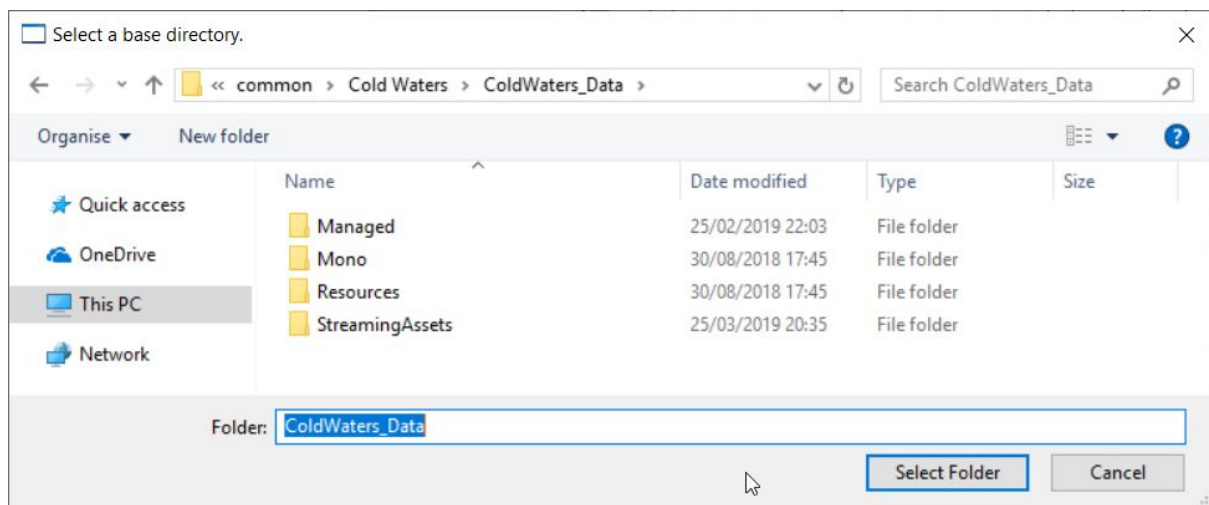 Select a base directory.
« common > Cold Waters > ColdWaters_Data >
Search ColdWaters_Data
Organise
New folder
?
Name Date modified Type Size
Quick access
OneDrive
This PC
Network
Managed 25/02/2019 22:03 File folder
Mono 30/08/2018 17:45 File folder
Resources 30/08/2018 17:45 File folder
StreamingAssets 25/03/2019 20:35 File folder
Folder: ColdWaters_Data
Select Folder
Cancel